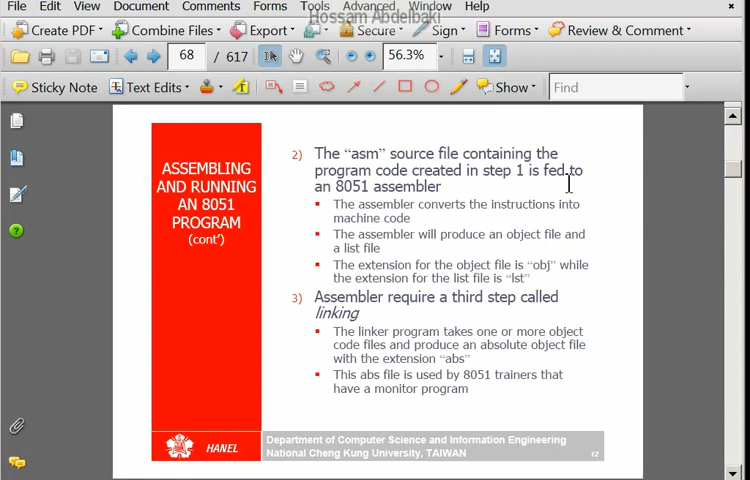 File Edit View Document Comments Forms Tools Advanced Window Help
Hossam Abdelbaki
Create PDF Combine Files Export Secure Sign Forms Review & Comment
68 / 617 56.3%
Sticky Note Text Edits Show Find
ASSEMBLING
AND RUNNING
AN 8051
PROGRAM
(cont’)
2) The “asm” source file containing the
program code created in step 1 is fed to
an 8051 assembler
▪ The assembler converts the instructions into
machine code
▪ The assembler will produce an object file and
a list file
▪ The extension for the object file is “obj” while
the extension for the list file is “lst”
3) Assembler require a third step called
linking
▪ The linker program takes one or more object
code files and produce an absolute object file
with the extension “abs”
▪ This abs file is used by 8051 trainers that
have a monitor program
HANEL
Department of Computer Science and Information Engineering
National Cheng Kung University, TAIWAN
12